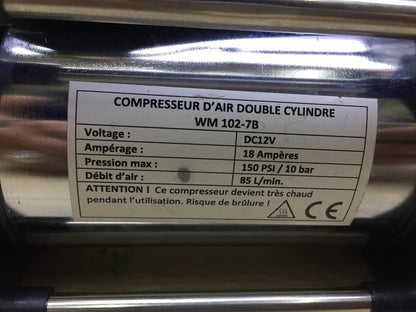 COMPRESSEUR D'AIR DOUBLE CYLINDRE
WM 102-7B
Voltage : DC12V
Ampérage : 18 Ampères
Pression max : 150 PSI / 10 bar
Débit d'air : 85 L/min.
ATTENTION ! Ce compresseur devient très chaud
pendant l'utilisation. Risque de brûlure !
CE